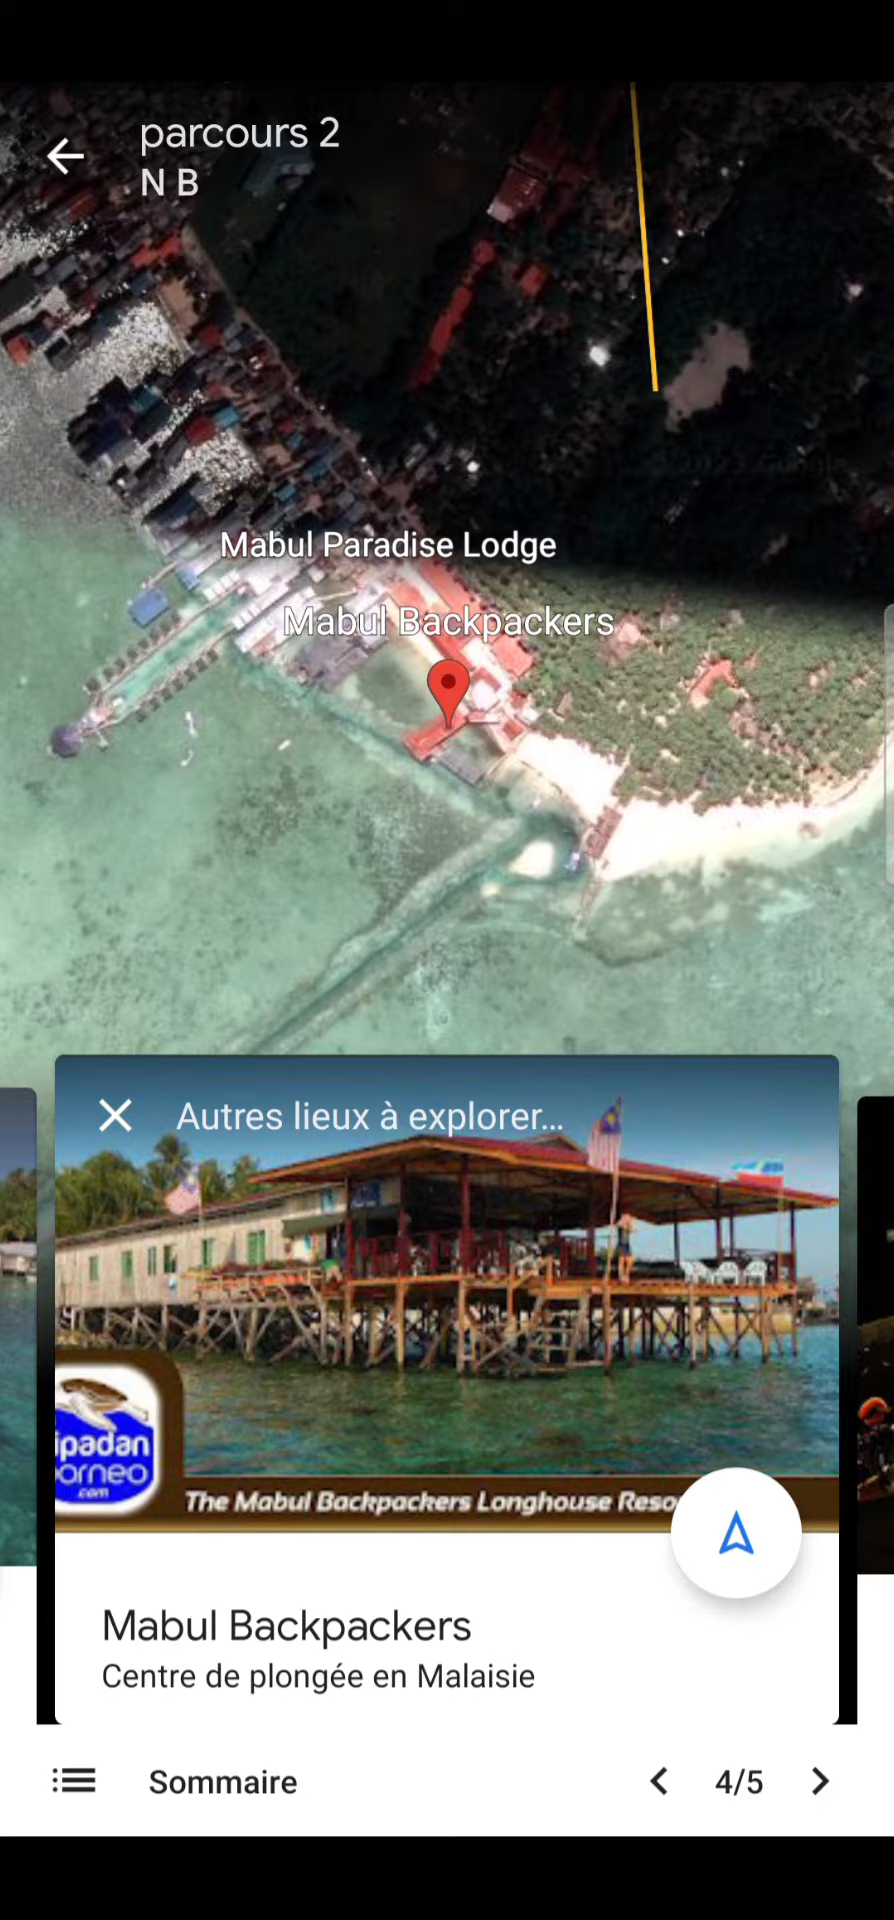 parcours 2
N B
Mabul Paradise Lodge
Mabul Backpackers
Autres lieux à explorer...
ipadan
orneo
.com
The Mabul Backpackers Longhouse Reso
Mabul Backpackers
Centre de plongée en Malaisie
Sommaire
4/5